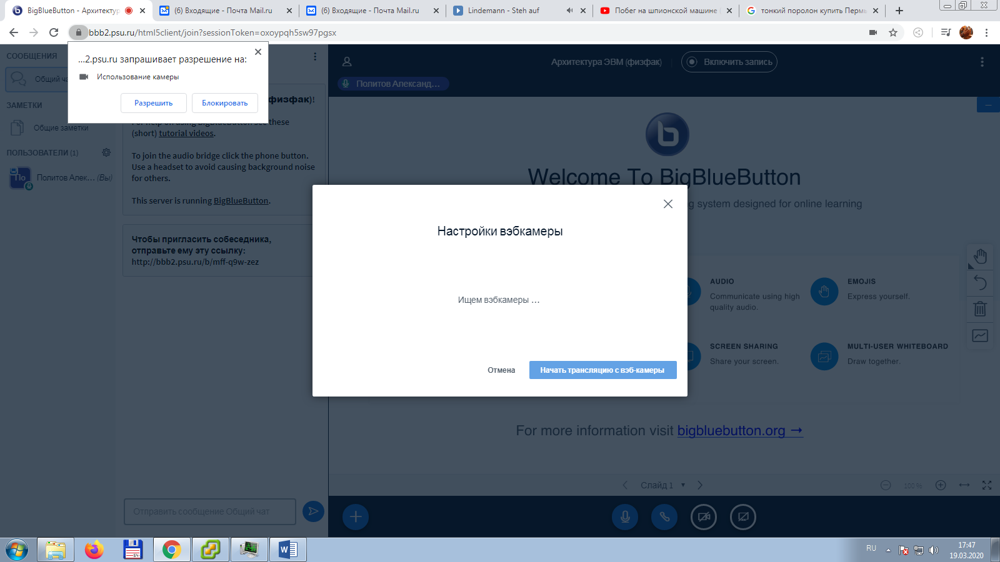 BigBlueButton - Архитектур
(6) Входящие - Почта Mail.ru
(6) Входящие - Почта Mail.ru
Lindemann - Steh auf
Побег на шпионской машине
тонкий поролон купить Пермь
bbb2.psu.ru/html5client/join?sessionToken=oxoypqh5sw97pgsx
...2.psu.ru запрашивает разрешение на:
Использование камеры
Разрешить
Блокировать
СООБЩЕНИЯ
Общий ча
ЗАМЕТКИ
Общие заметки
ПОЛЬЗОВАТЕЛИ (1)
По
Политов Алек... (Вы)
физфак)!
For help on using BigBlueButton see these
(short) tutorial videos.
To join the audio bridge click the phone button.
Use a headset to avoid causing background noise
for others.
This server is running BigBlueButton.
Чтобы пригласить собеседника,
отправьте ему эту ссылку:
http://bbb2.psu.ru/b/mff-q9w-zez
Отправить сообщение Общий чат
Архитектура ЭВМ (физфак)
Включить запись
Политов Александ...
Welcome To BigBlueButton
g system designed for online learning
Настройки вэбкамеры
Ищем вэбкамеры ...
Отмена
Начать трансляцию с вэб-камеры
AUDIO
Communicate using high
quality audio.
EMOJIS
Express yourself.
SCREEN SHARING
Share your screen.
MULTI-USER WHITEBOARD
Draw together.
For more information visit bigbluebutton.org →
Слайд 1
100 %
64
RU
17:47
19.03.2020